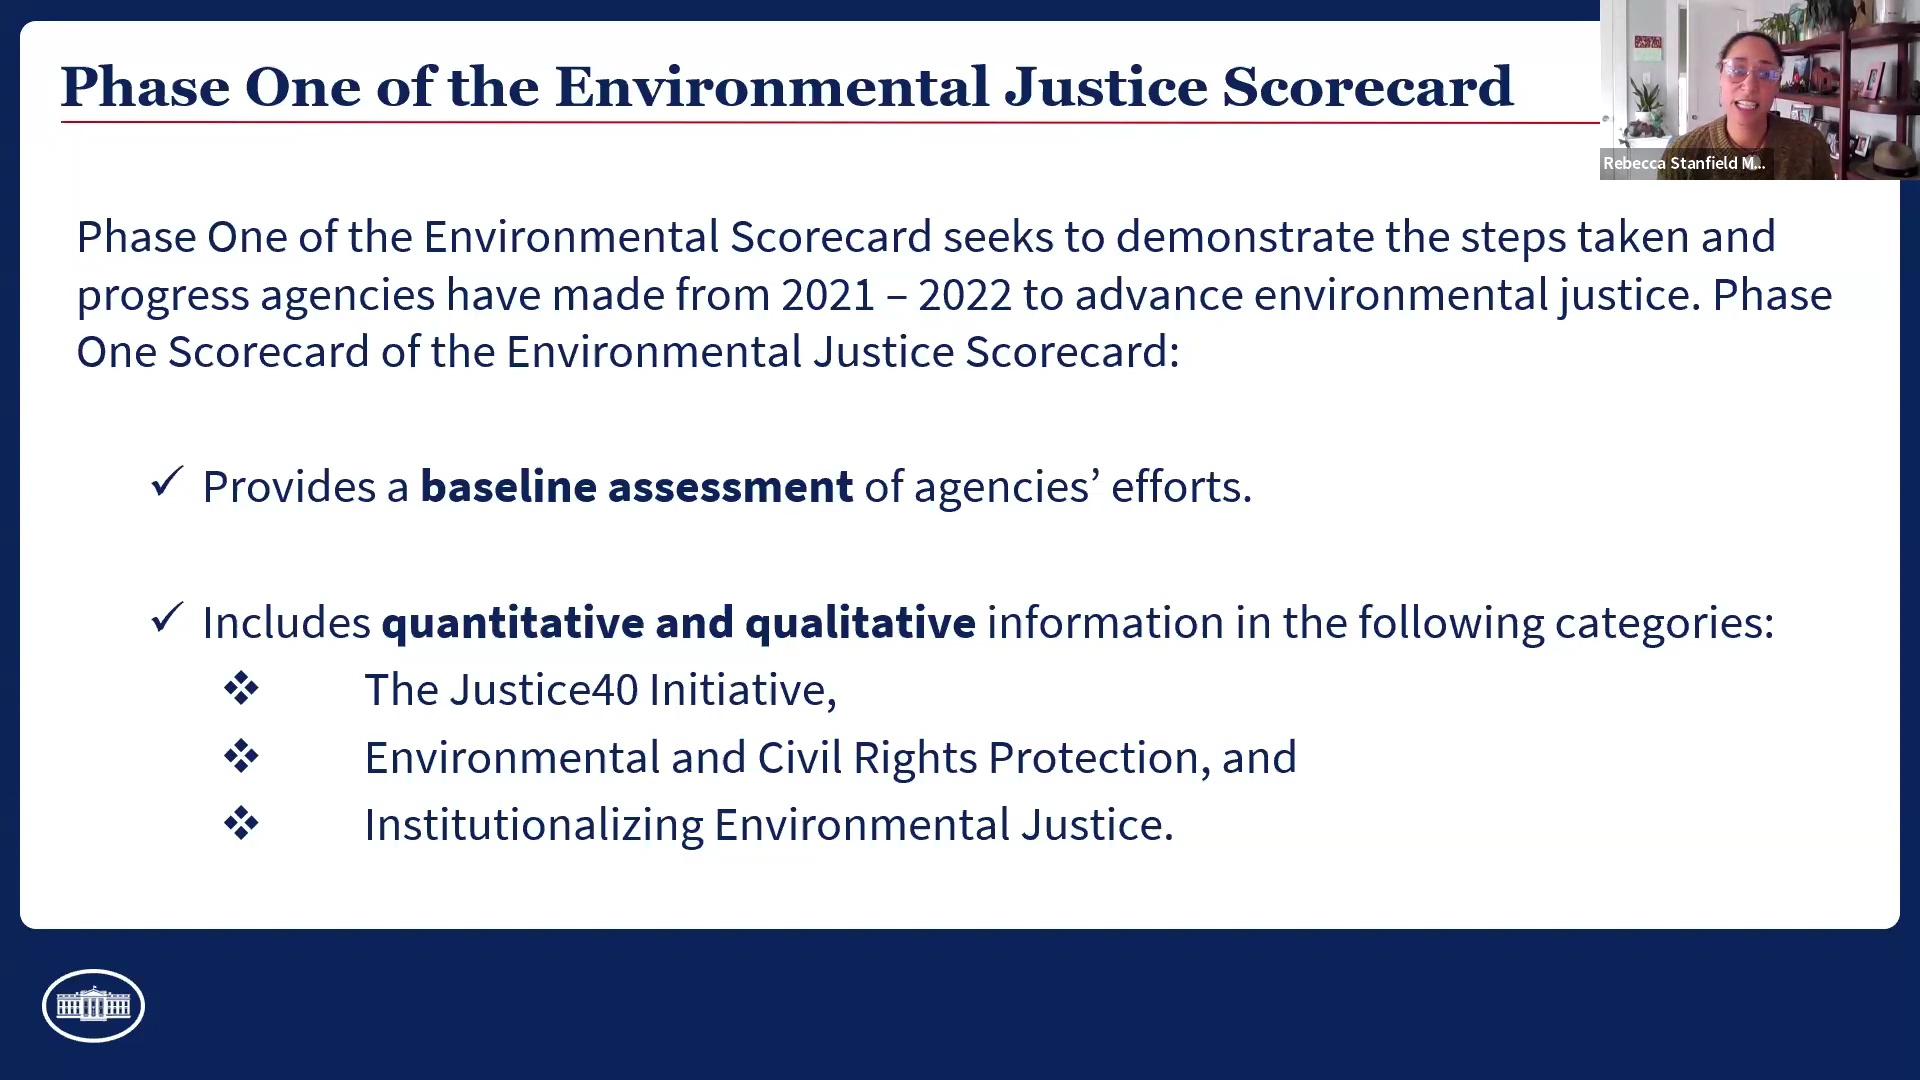 Phase One of the Environmental Justice Scorecard
Rebecca Stanfield M...
Phase One of the Environmental Scorecard seeks to demonstrate the steps taken and
progress agencies have made from 2021 – 2022 to advance environmental justice. Phase
One Scorecard of the Environmental Justice Scorecard:
✓ Provides a baseline assessment of agencies’ efforts.
✓ Includes quantitative and qualitative information in the following categories:
❖ The Justice40 Initiative,
❖ Environmental and Civil Rights Protection, and
❖ Institutionalizing Environmental Justice.